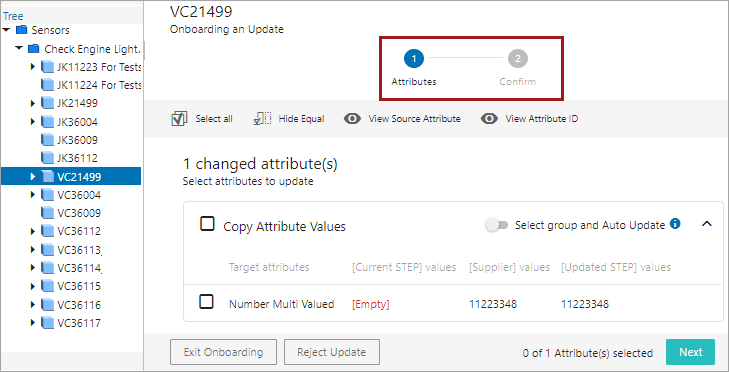 Tree
Sensors
Check Engine Light.
JK11223 For Tests
JK11224 For Tests
JK21499
JK36004
JK36009
JK36112
VC21499
VC36004
VC36009
VC36112
VC36113,
VC36114,
VC36115
VC36116
VC36117
VC21499
Onboarding an Update
1 2
Attributes Confirm
Select all Hide Equal View Source Attribute View Attribute ID
1 changed attribute(s)
Select attributes to update
Copy Attribute Values Select group and Auto Update
Target attributes [Current STEP] values [Supplier] values [Updated STEP] values
Number Multi Valued [Empty] 11223348 11223348
Exit Onboarding Reject Update 0 of 1 Attribute(s) selected Next